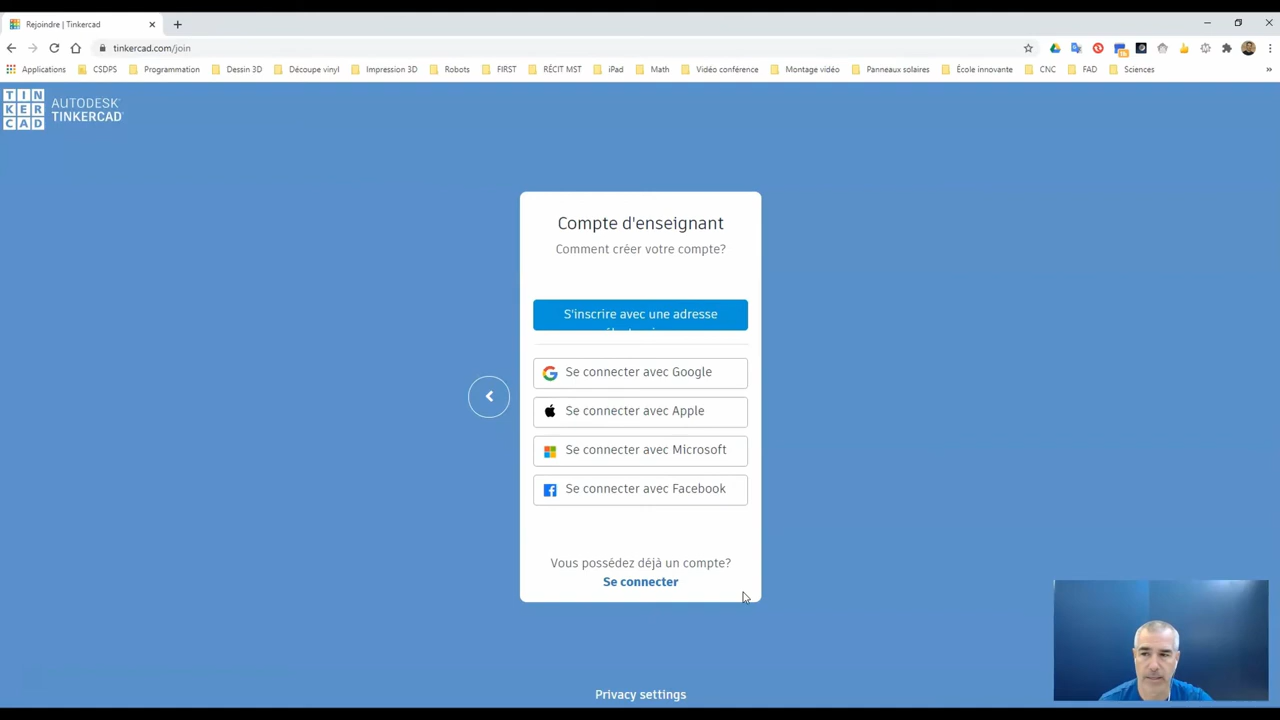 Rejoindre | Tinkercad
tinkercad.com/join
Applications CSDPS Programmation Dessin 3D Découpe vinyl Impression 3D Robots FIRST RÉCIT MST iPad Math Vidéo conférence Montage vidéo Panneaux solaires École innovante CNC FAD Sciences
TIN
KER
CAD
AUTODESK
TINKERCAD
Compte d'enseignant
Comment créer votre compte?
S'inscrire avec une adresse
Se connecter avec Google
Se connecter avec Apple
Se connecter avec Microsoft
Se connecter avec Facebook
Vous possédez déjà un compte?
Se connecter
Privacy settings